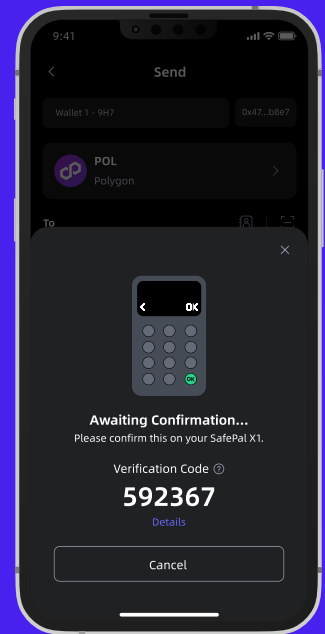 9:41
Send
Wallet 1 - 9H7
0x47...b8e7
POL
Polygon
To
< OK
OK
Awaiting Confirmation...
Please confirm this on your SafePal X1.
Verification Code ?
592367
Details
Cancel